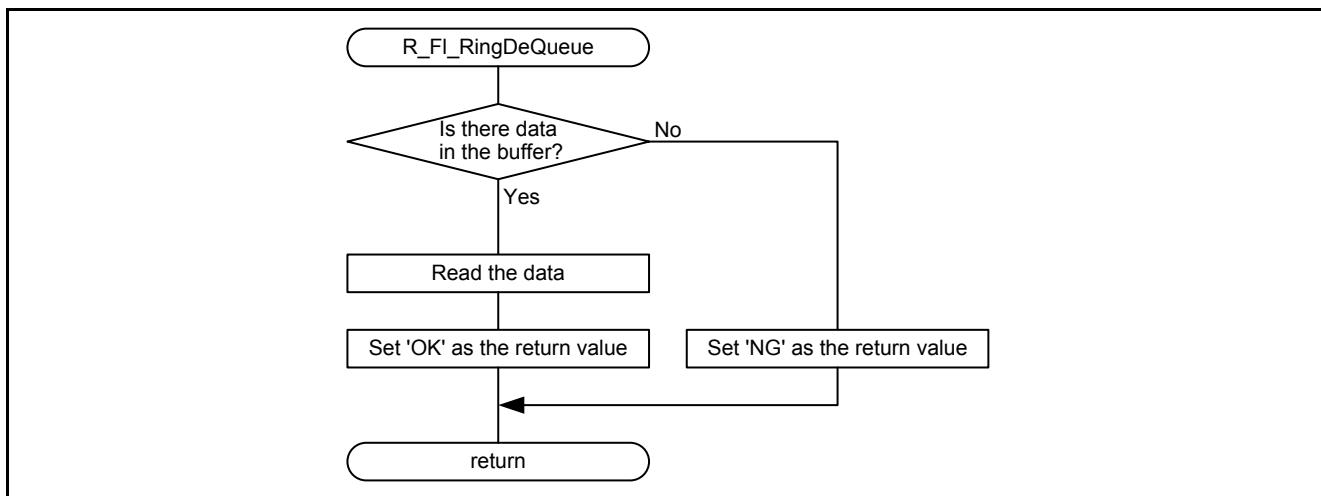 R_Fl_RingDeQueue
Is there data
in the buffer?
No
Yes
Read the data
Set 'OK' as the return value
Set 'NG' as the return value
return